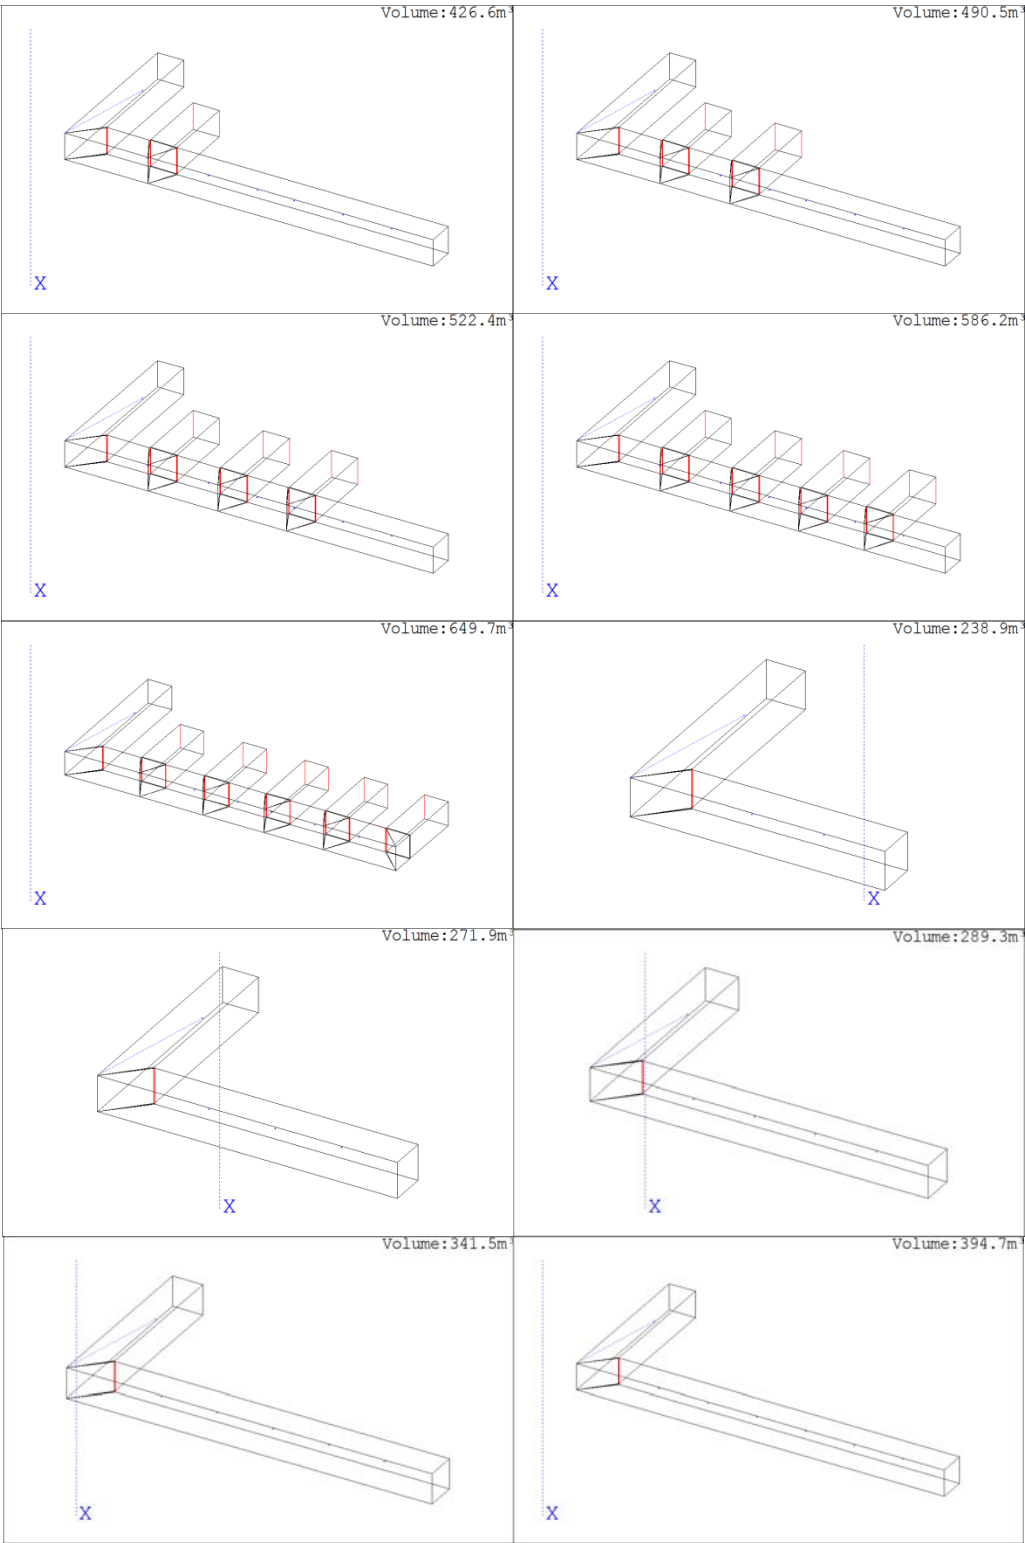 Volume:426.6m³
X
Volume:490.5m³
X
Volume:522.4m³
X
Volume:586.2m³
X
Volume:649.7m³
X
Volume:238.9m³
X
Volume:271.9m³
X
Volume:289.3m³
X
Volume:341.5m³
X
Volume:394.7m³
X